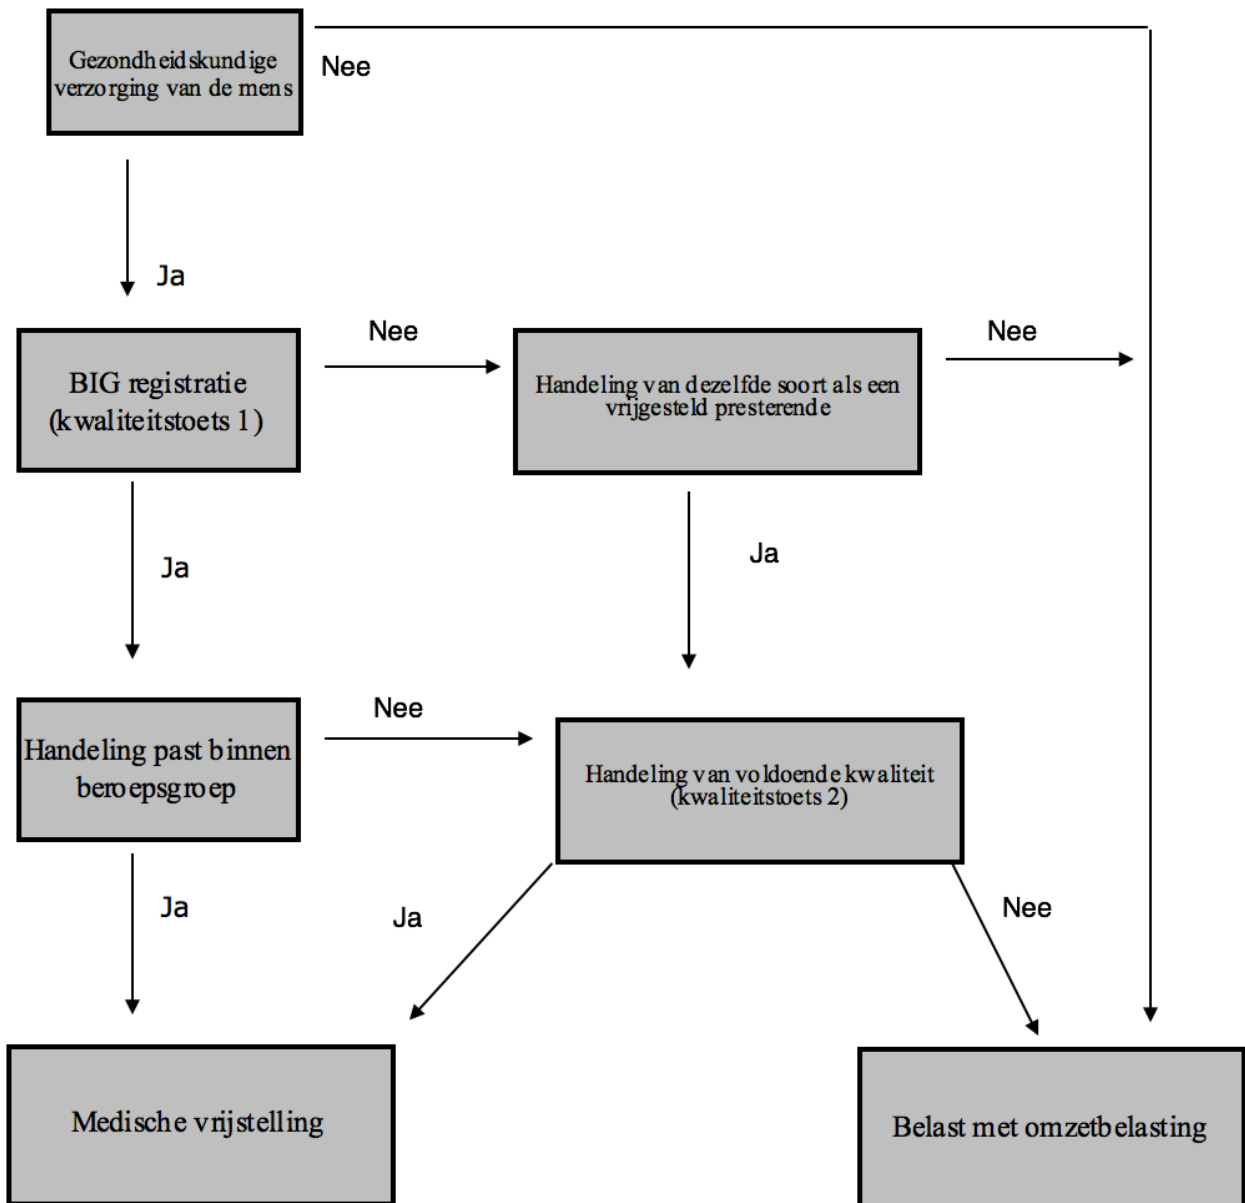 Gezondheidskundige
verzorging van de mens
Nee
Ja
BIG registratie
(kwaliteitstoets 1)
Nee
Handeling van dezelfde soort als een
vrijgesteld presterende
Nee
Ja
Ja
Handeling past binnen
beroepsgroep
Nee
Handeling van voldoende kwaliteit
(kwaliteitstoets 2)
Ja
Ja
Nee
Medische vrijstelling
Belast met omzetbelasting